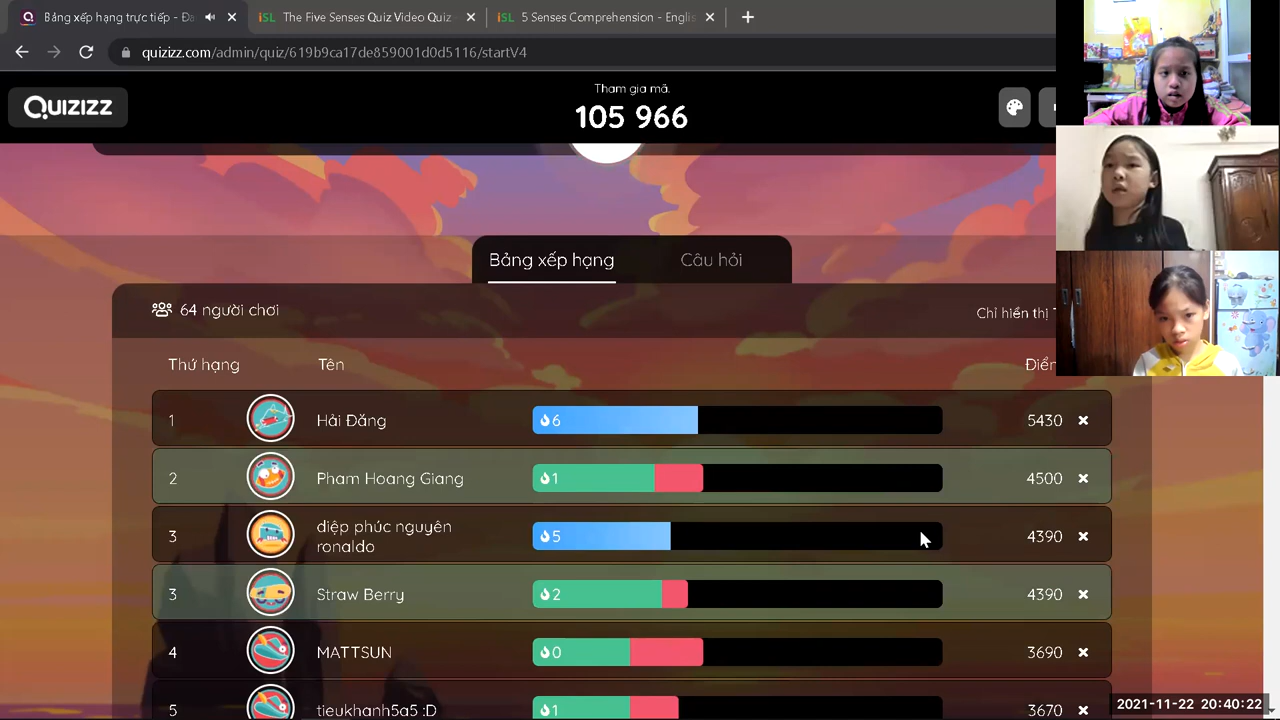 Bảng xếp hạng trực tiếp - Đa
The Five Senses Quiz Video Quiz
5 Senses Comprehension - Englis
quizizz.com/admin/quiz/
start/4
Quizizz
Tham gia mã.
105 966
Bảng xếp hạng
Câu hỏi
64 người chơi
Chỉ hiển thị
Thứ hạng
Tên
Điểm
1 Hải Đăng 6 5430
2 Pham Hoang Giang 1 4500
3 diệp phúc nguyên ronaldo 5 4390
3 Straw Berry 2 4390
4 MATTSUN 0 3690
5 tieukhanh5a5 :D 1 3670
2021-11-22 20:40:22